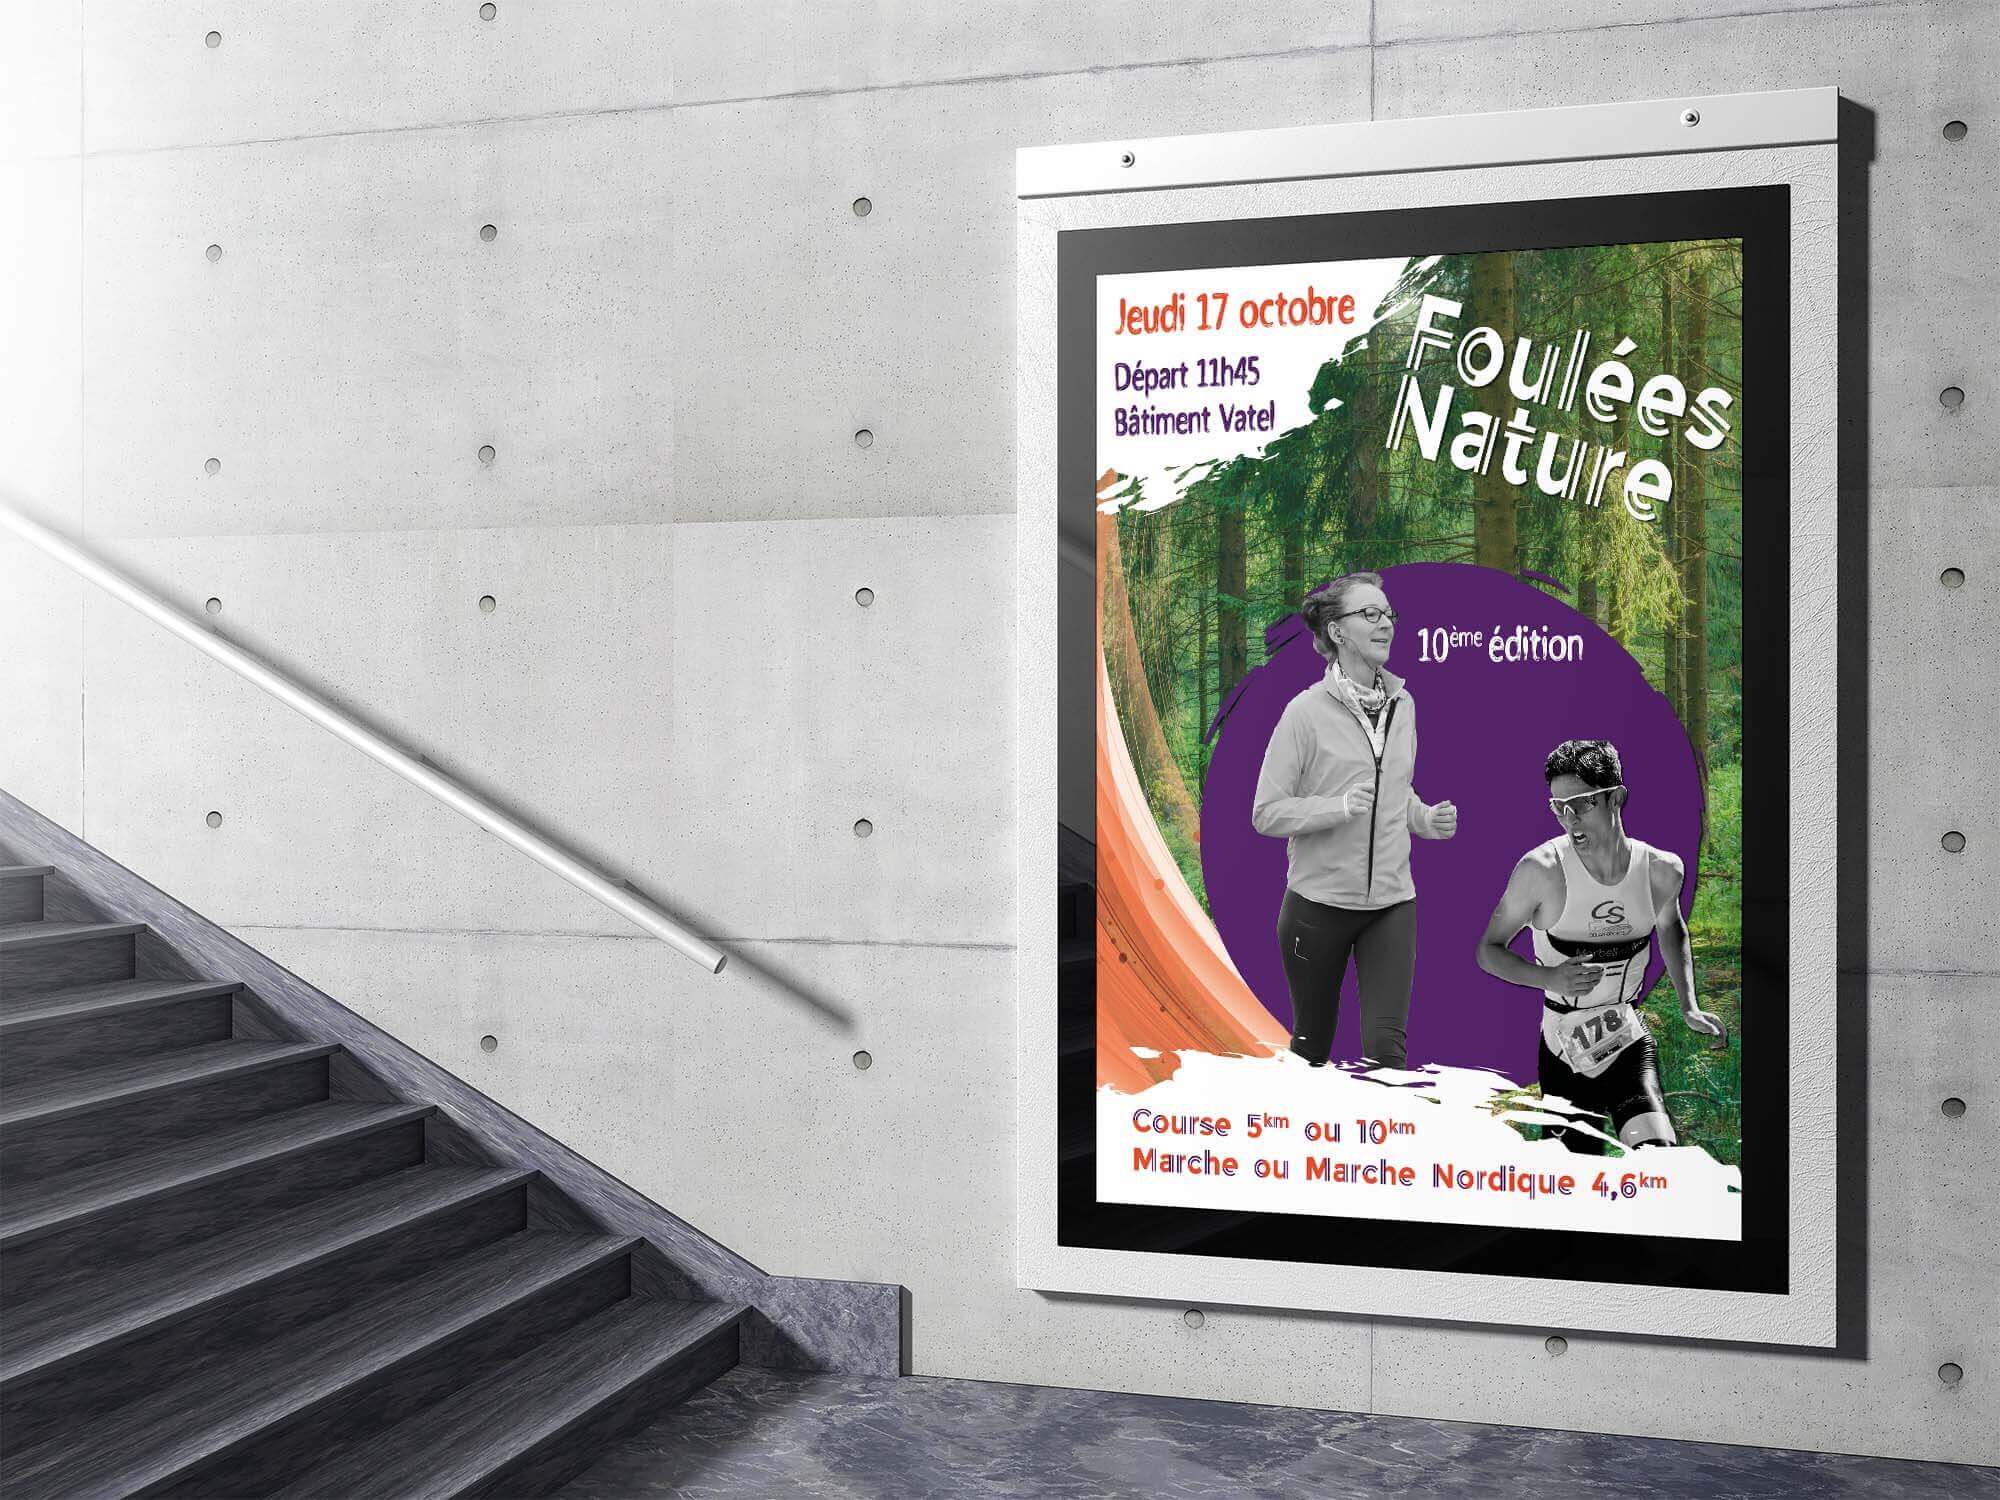 Jeudi 17 octobre
Départ 11h45
Bâtiment Vatel
Foulées
Nature
10ème édition
CS
178
Course 5km ou 10km
Marche ou Marche Nordique 4,6km